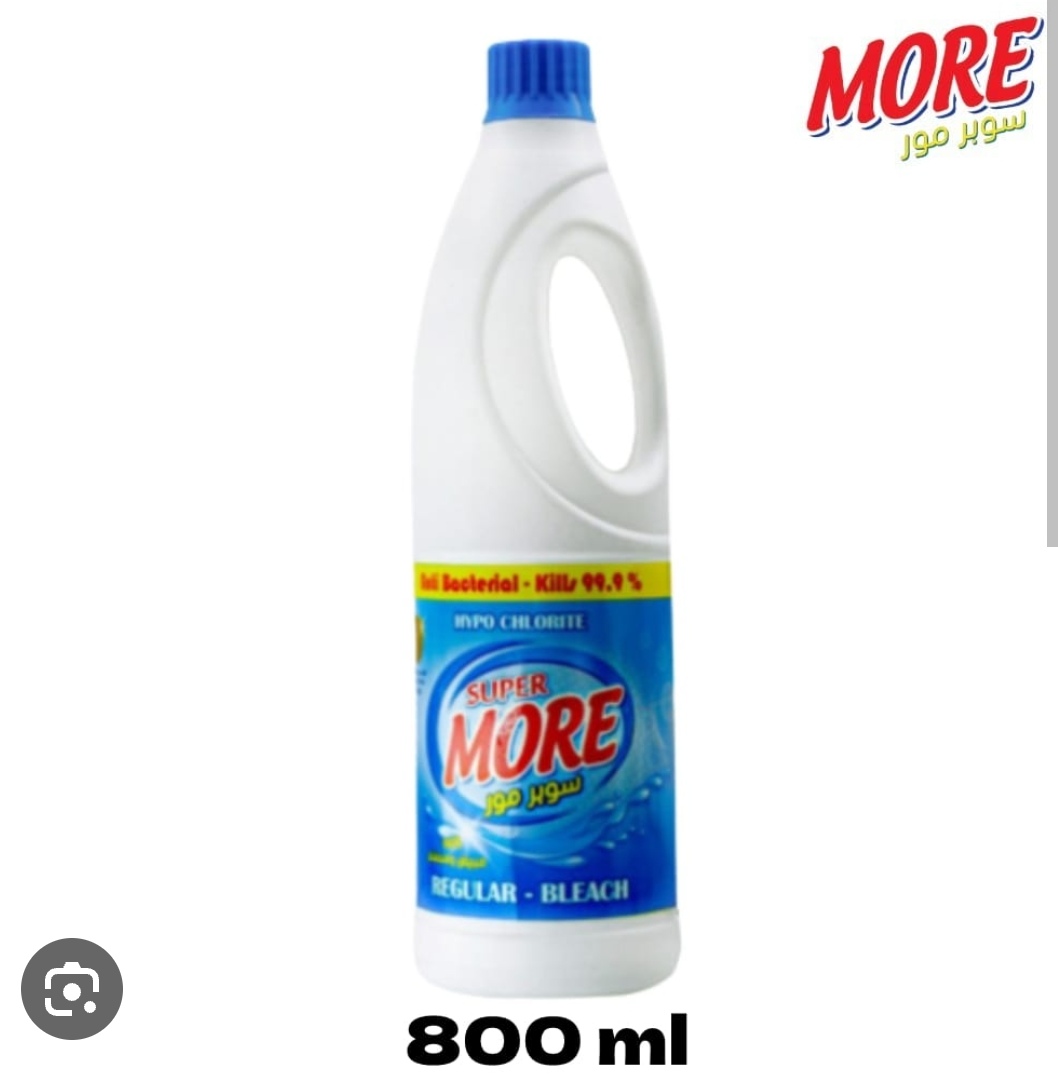 MORE
سوبر مور
Anti Bacterial - Kills 99.9 %
HYPO CHLORITE
SUPER
MORE
سوبر مور
REGULAR - BLEACH
800 ml